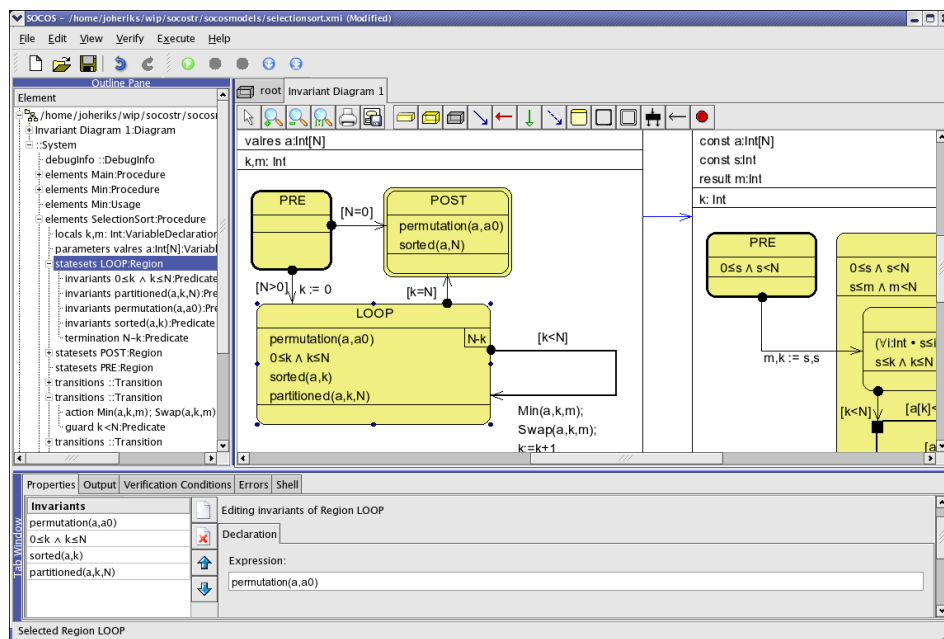 SOCOS - /home/joheriks/wip/socostr/socosmodels/selectionsort.xmi (Modified)
File Edit View Verify Execute Help
Outline Pane
Element
/home/joheriks/wip/socostr/socosr
Invariant Diagram 1:Diagram
::System
debugInfo ::DebugInfo
elements Main:Procedure
elements Min:Procedure
elements Min:Usage
elements SelectionSort:Procedure
locals k,m: Int:VariableDeclaration
parameters valres a:Int[N]:Variabl
statesets LOOP:Region
invariants 0≤k ∧ k≤N:Predicate
invariants partitioned(a,k,N):Pre
invariants permutation(a,a0):Pre
invariants sorted(a,k):Predicate
termination N-k:Predicate
statesets POST:Region
statesets PRE:Region
transitions ::Transition
transitions ::Transition
action Min(a,k,m); Swap(a,k,m)
guard k<N:Predicate
transitions ::Transition
root
Invariant Diagram 1
valres a:Int[N]
k,m: Int
PRE
[N=0]
POST
permutation(a,a0)
sorted(a,N)
[N>0]
k := 0
[k=N]
LOOP
N-k
permutation(a,a0)
0≤k ∧ k≤N
sorted(a,k)
partitioned(a,k,N)
[k<N]
Min(a,k,m);
Swap(a,k,m);
k:=k+1
const a:Int[N]
const s:Int
result m:Int
k: Int
PRE
0≤s ∧ s<N
m,k := s,s
0≤s ∧ s<N
s≤m ∧ m<N
(∀i:Int • s≤i
s≤k ∧ k≤N
[k<N]
[a[k]<
[a
Tab Window
Properties Output Verification Conditions Errors Shell
Invariants
permutation(a,a0)
0≤k ∧ k≤N
sorted(a,k)
partitioned(a,k,N)
Editing invariants of Region LOOP
Declaration
Expression:
permutation(a,a0)
Selected Region LOOP